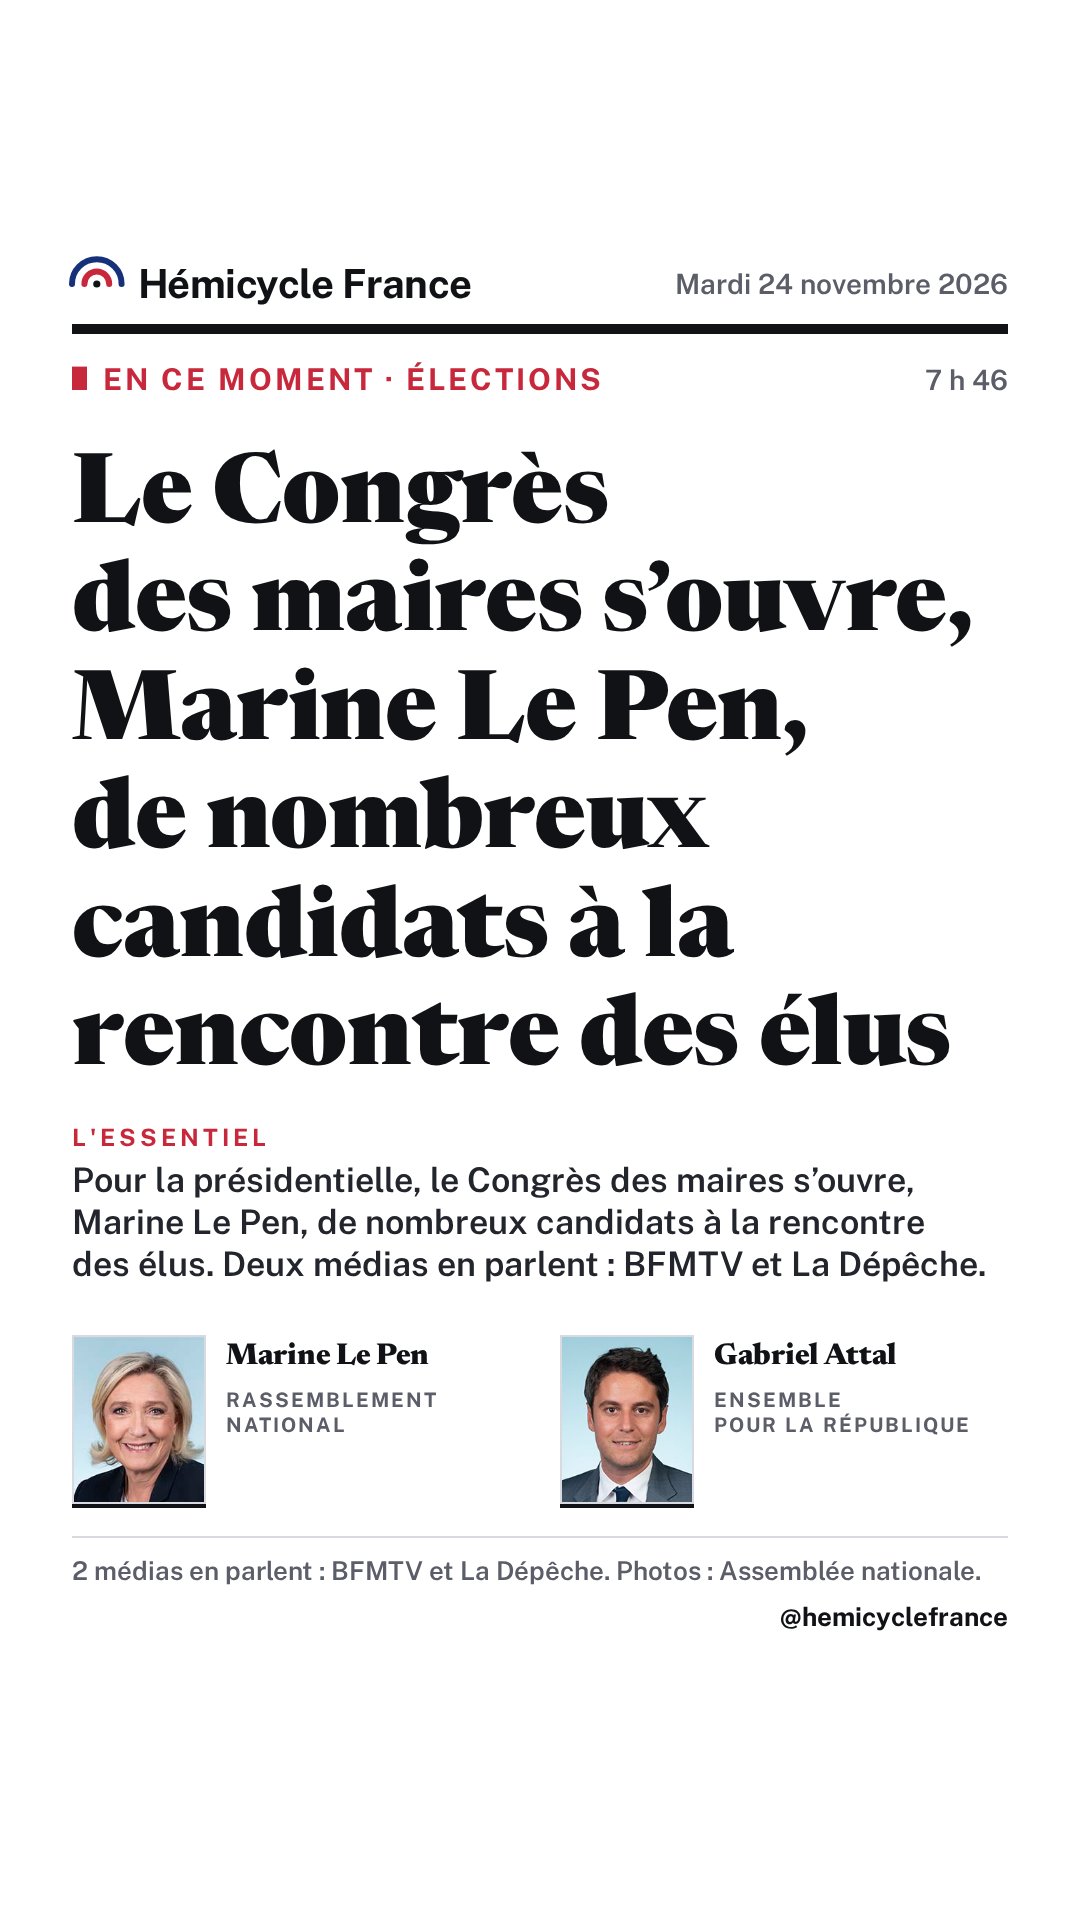 Hémicycle France
Mardi 24 novembre 2026
EN CE MOMENT · ÉLECTIONS
7 h 46
Le Congrès
des maires s’ouvre,
Marine Le Pen,
de nombreux
candidats à la
rencontre des élus
L'ESSENTIEL
Pour la présidentielle, le Congrès des maires s’ouvre,
Marine Le Pen, de nombreux candidats à la rencontre
des élus. Deux médias en parlent : BFMTV et La Dépêche.
Marine Le Pen
RASSEMBLEMENT
NATIONAL
Gabriel Attal
ENSEMBLE
POUR LA RÉPUBLIQUE
2 médias en parlent : BFMTV et La Dépêche. Photos : Assemblée nationale.
@hemicyclefrance